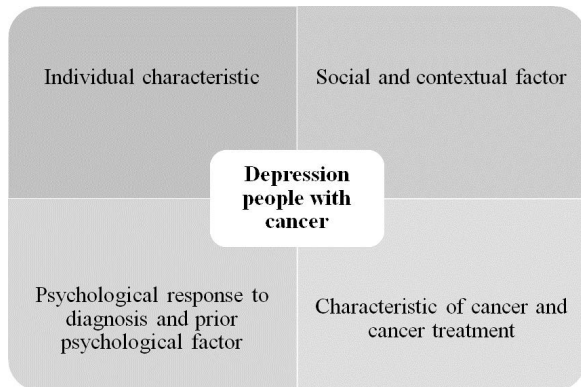 Individual characteristic
Social and contextual factor
Depression
people with
cancer
Psychological response to
diagnosis and prior
psychological factor
Characteristic of cancer and
cancer treatment